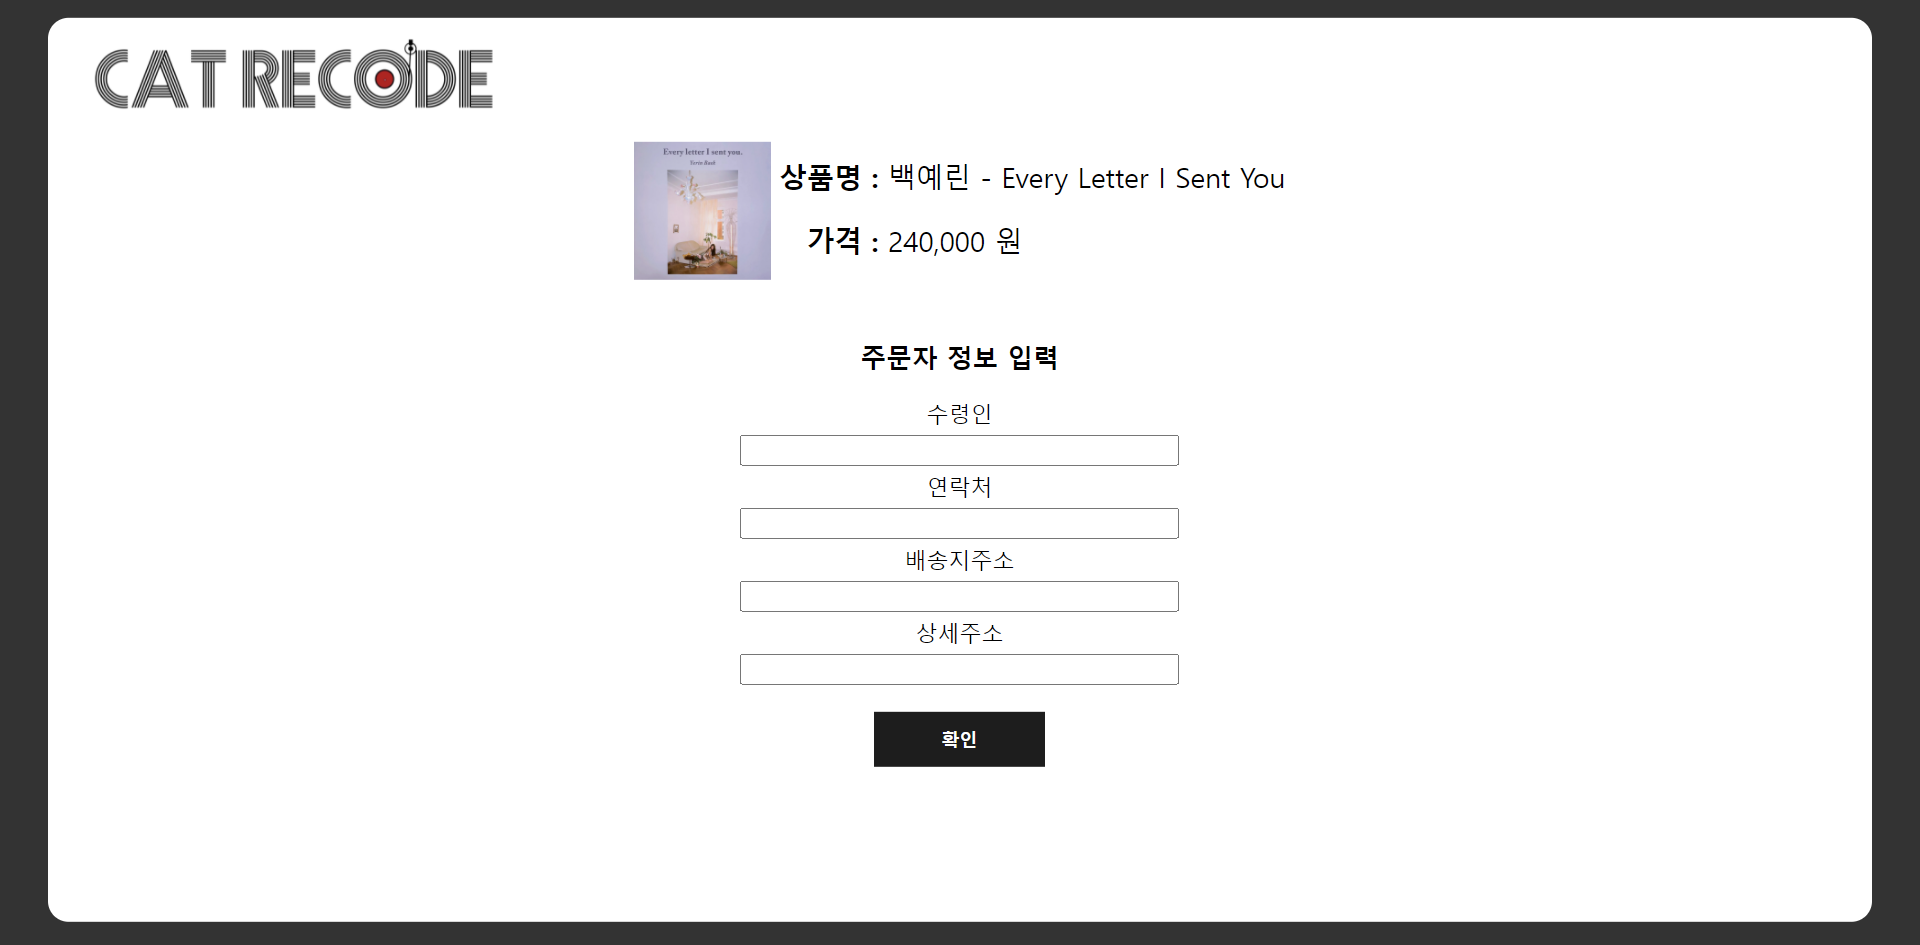 CAT RECODE
Every letter I sent you.
Yerin Baek
상품명 : 백예린 - Every Letter I Sent You
가격 : 240,000 원
주문자 정보 입력
수령인
연락처
배송지주소
상세주소
확인